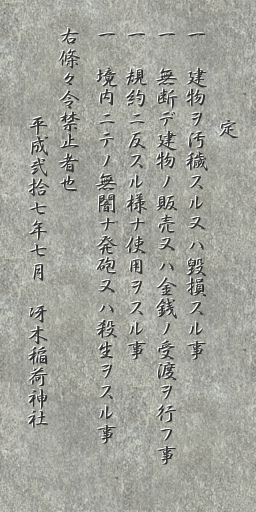 定
一 建物ヲ汚穢スル又ハ毀損スル事
一 無断デ建物ノ販売又ハ金銭ノ受渡ヲ行フ事
一 規約ニ反スル様ナ使用ヲスル事
一 境内ニテノ無闇ナ発砲又ハ殺生ヲスル事
右條々令禁止者也
平成弐拾七年七月 冴木稲荷神社